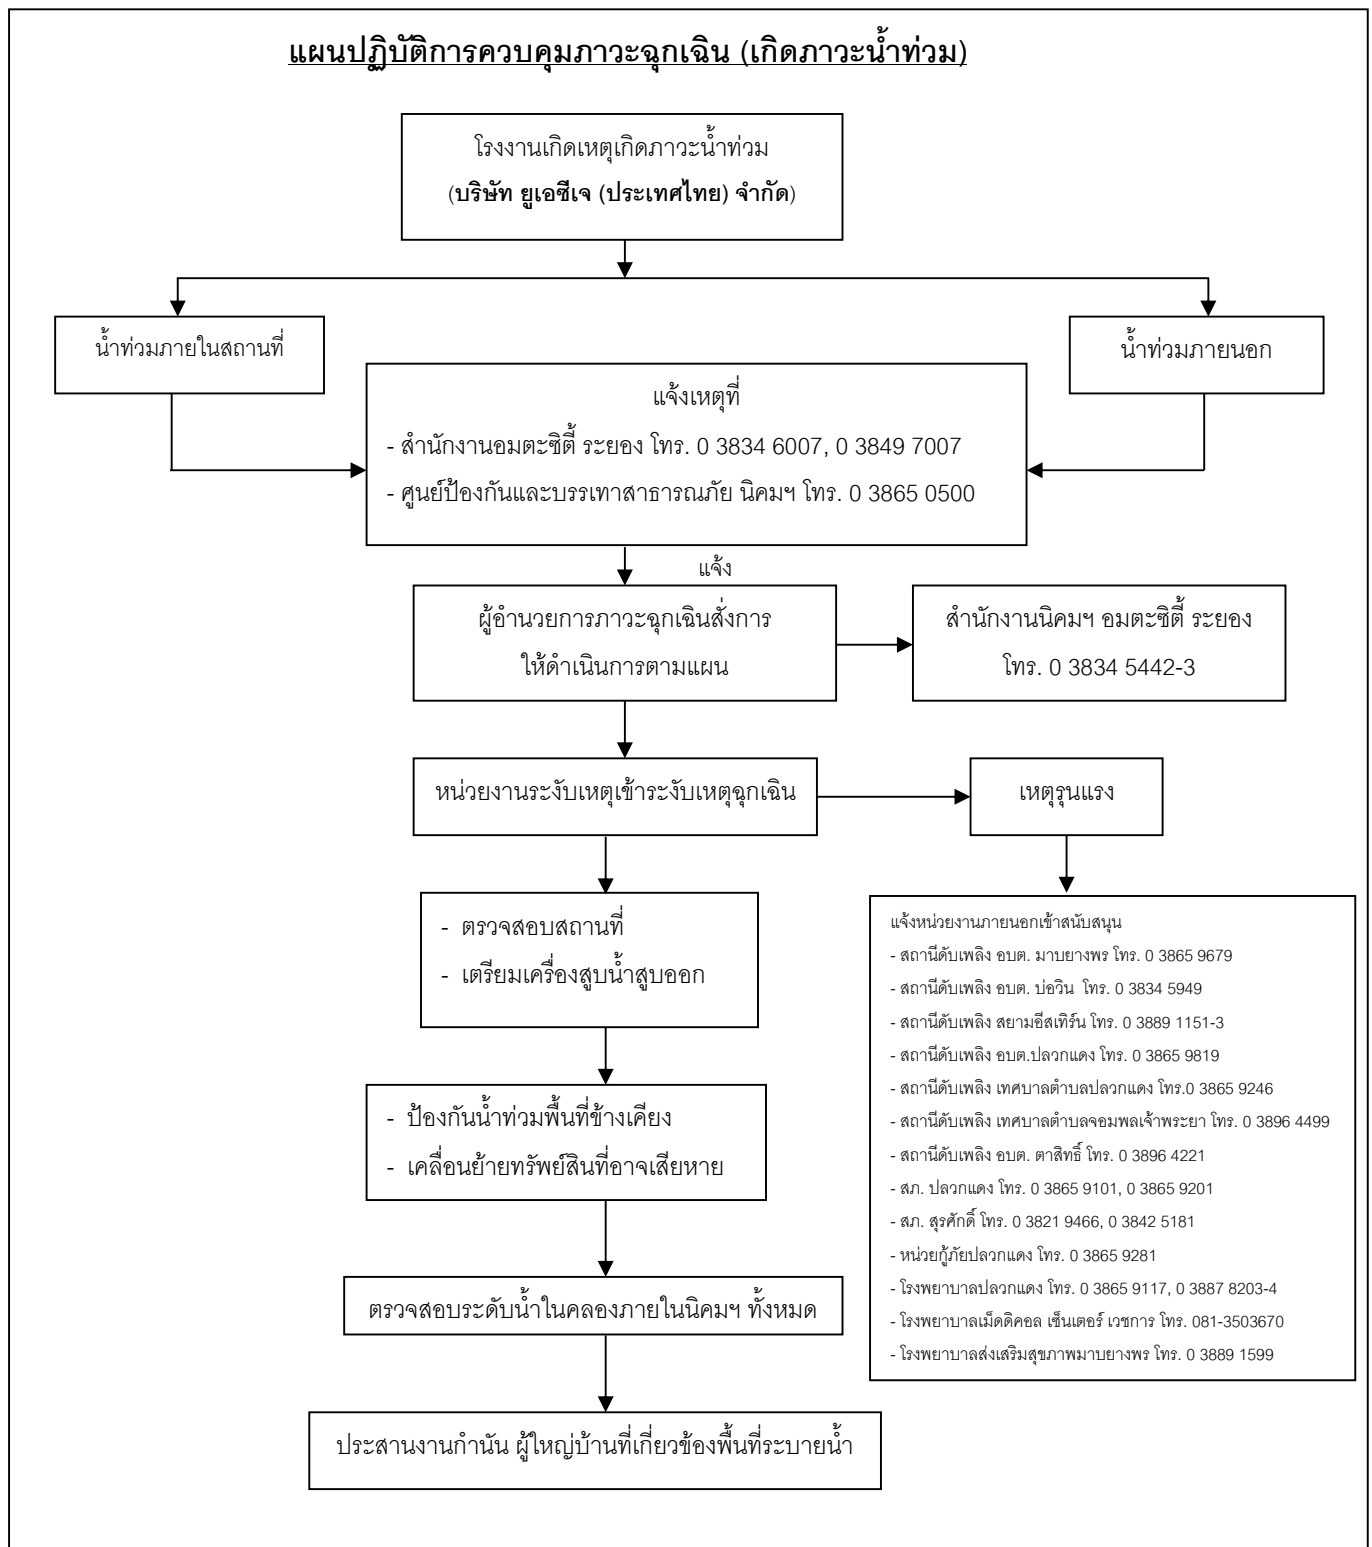 แผนปฏิบัติการควบคุมภาวะฉุกเฉิน (เกิดภาวะน้ำท่วม)
โรงงานเกิดเหตุเกิดภาวะน้ำท่วม
(บริษัท ยูเอซีเจ (ประเทศไทย) จำกัด)
น้ำท่วมภายในสถานที่
น้ำท่วมภายนอก
แจ้งเหตุที่
- สำนักงานอมตะซิตี้ ระยอง โทร. 0 3834 6007, 0 3849 7007
- ศูนย์ป้องกันและบรรเทาสาธารณภัย นิคมฯ โทร. 0 3865 0500
แจ้ง
ผู้อำนวยการภาวะฉุกเฉินสั่งการ
ให้ดำเนินการตามแผน
สำนักงานนิคมฯ อมตะซิตี้ ระยอง
โทร. 0 3834 5442-3
หน่วยงานระงับเหตุเข้าระงับเหตุฉุกเฉิน
เหตุรุนแรง
- ตรวจสอบสถานที่
- เตรียมเครื่องสูบน้ำสูบออก
- ป้องกันน้ำท่วมพื้นที่ข้างเคียง
- เคลื่อนย้ายทรัพย์สินที่อาจเสียหาย
ตรวจสอบระดับน้ำในคลองภายในนิคมฯ ทั้งหมด
ประสานงานกำนัน ผู้ใหญ่บ้านที่เกี่ยวข้องพื้นที่ระบายน้ำ
แจ้งหน่วยงานภายนอกเข้าสนับสนุน
- สถานีดับเพลิง อบต. มาบยางพร โทร. 0 3865 9679
- สถานีดับเพลิง อบต. บ่อวิน โทร. 0 3834 5949
- สถานีดับเพลิง สยามอีสเทิร์น โทร. 0 3889 1151-3
- สถานีดับเพลิง อบต.ปลวกแดง โทร. 0 3865 9819
- สถานีดับเพลิง เทศบาลตำบลปลวกแดง โทร.0 3865 9246
- สถานีดับเพลิง เทศบาลตำบลจอมพลเจ้าพระยา โทร. 0 3896 4499
- สถานีดับเพลิง อบต. ตาสิทธิ์ โทร. 0 3896 4221
- สภ. ปลวกแดง โทร. 0 3865 9101, 0 3865 9201
- สภ. สุรศักดิ์ โทร. 0 3821 9466, 0 3842 5181
- หน่วยกู้ภัยปลวกแดง โทร. 0 3865 9281
- โรงพยาบาลปลวกแดง โทร. 0 3865 9117, 0 3887 8203-4
- โรงพยาบาลเม็ดดิคอล เซ็นเตอร์ เวชการ โทร. 081-3503670
- โรงพยาบาลส่งเสริมสุขภาพมาบยางพร โทร. 0 3889 1599